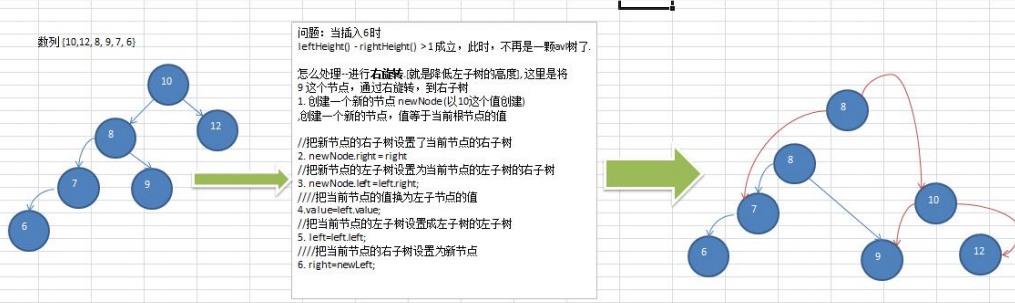 数列 {10,12, 8, 9, 7, 6}
10
8
12
7
9
6
问题：当插入6时
leftHeight() - rightHeight() > 1 成立，此时，不再是一颗avl树了.
怎么处理--进行右旋转.[就是降低左子树的高度], 这里是将
9 这个节点，通过右旋转，到右子树
1. 创建一个新的节点 newNode (以10这个值创建)
,创建一个新的节点，值等于当前根节点的值
//把新节点的右子树设置了当前节点的右子树
2. newNode.right = right
//把新节点的左子树设置为当前节点的左子树的右子树
3. newNode.left =left.right;
////把当前节点的值换为左子节点的值
4.value=left.value;
//把当前节点的左子树设置成左子树的左子树
5. left=left.left;
////把当前节点的右子树设置为新节点
6. right=newLeft;
8
8
7
10
6
9
12